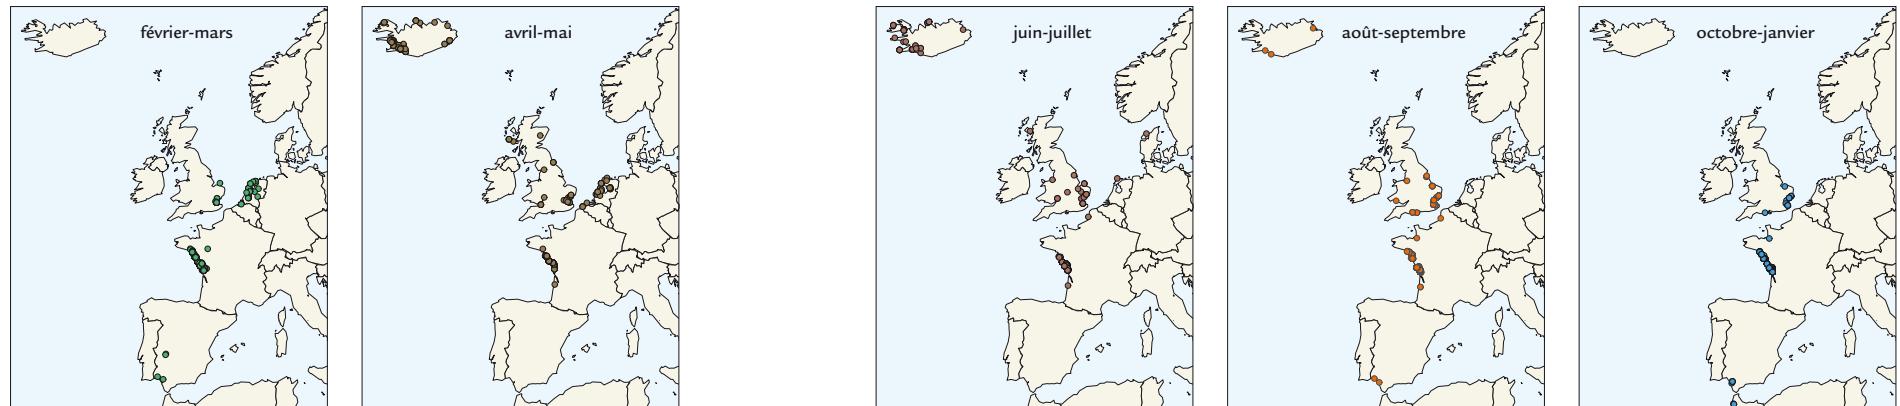 février-mars
avril-mai
juin-juillet
août-septembre
octobre-janvier